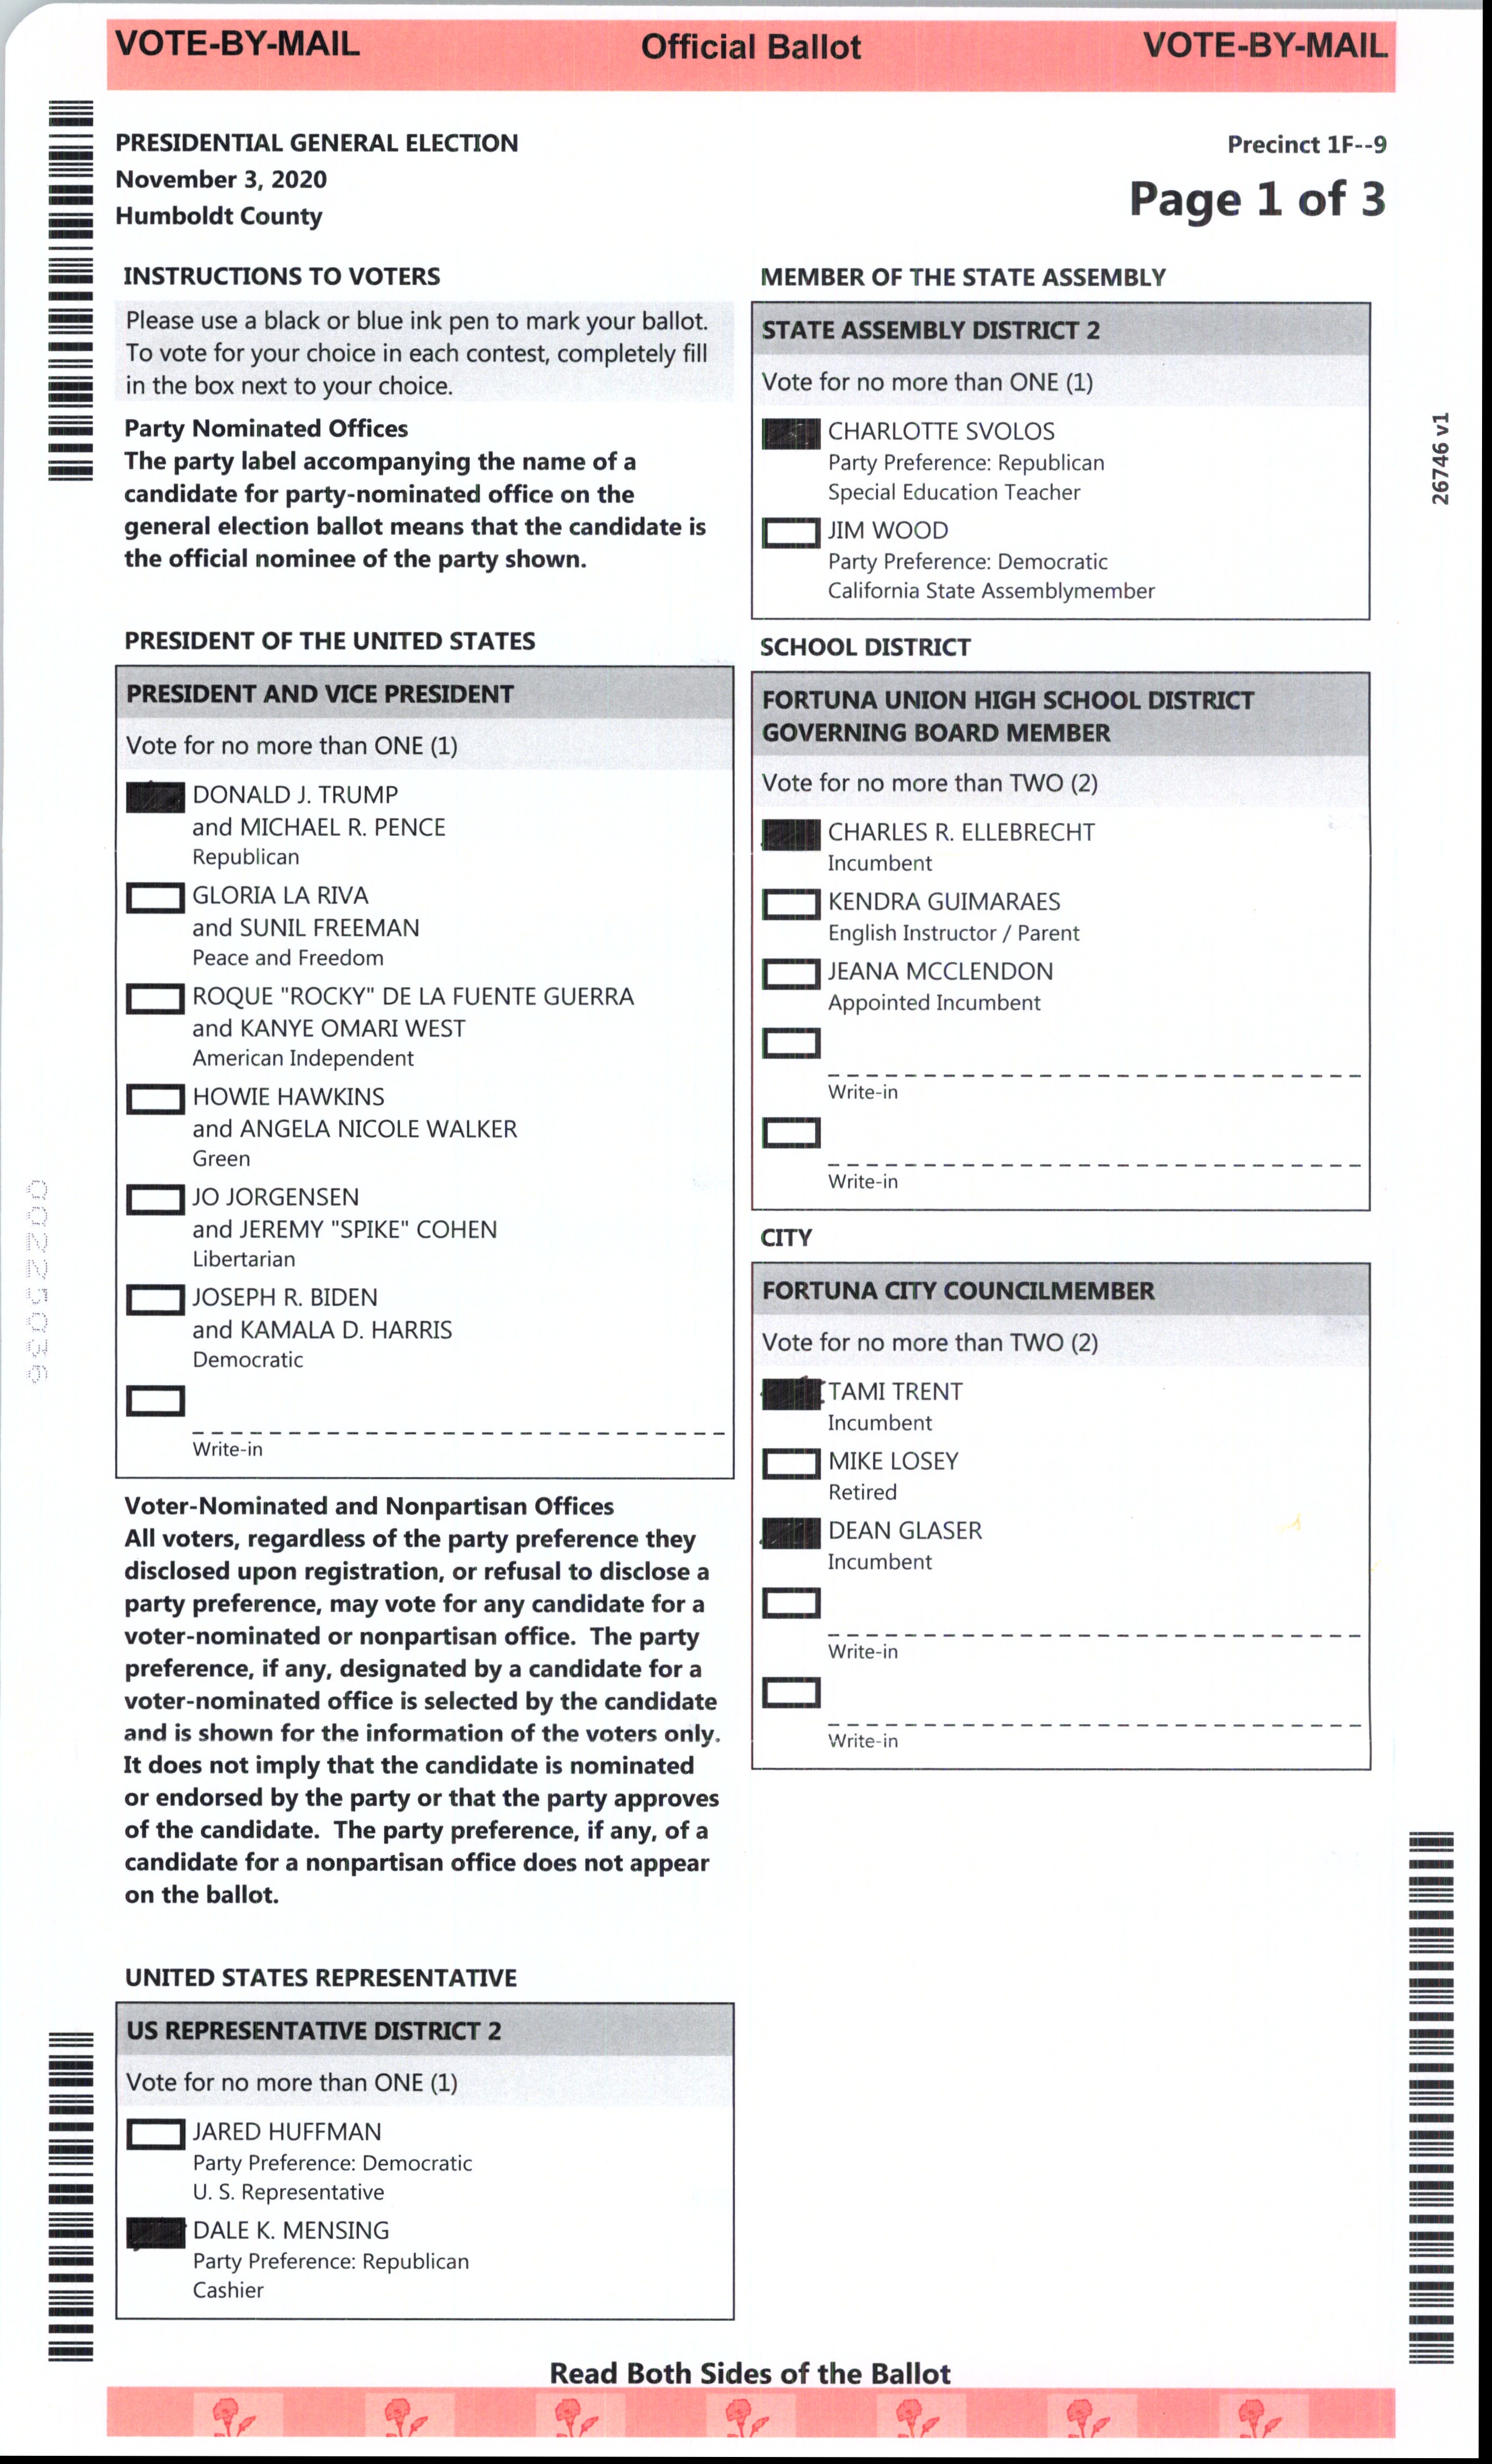 VOTE-BY-MAIL Official Ballot VOTE-BY-MAIL
PRESIDENTIAL GENERAL ELECTION
November 3, 2020
Humboldt County
Precinct 1F--9
Page 1 of 3
INSTRUCTIONS TO VOTERS
Please use a black or blue ink pen to mark your ballot.
To vote for your choice in each contest, completely fill
in the box next to your choice.
Party Nominated Offices
The party label accompanying the name of a
candidate for party-nominated office on the
general election ballot means that the candidate is
the official nominee of the party shown.
PRESIDENT OF THE UNITED STATES
PRESIDENT AND VICE PRESIDENT
Vote for no more than ONE (1)
DONALD J. TRUMP
and MICHAEL R. PENCE
Republican
GLORIA LA RIVA
and SUNIL FREEMAN
Peace and Freedom
ROQUE "ROCKY" DE LA FUENTE GUERRA
and KANYE OMARI WEST
American Independent
HOWIE HAWKINS
and ANGELA NICOLE WALKER
Green
JO JORGENSEN
and JEREMY "SPIKE" COHEN
Libertarian
JOSEPH R. BIDEN
and KAMALA D. HARRIS
Democratic
Write-in
Voter-Nominated and Nonpartisan Offices
All voters, regardless of the party preference they
disclosed upon registration, or refusal to disclose a
party preference, may vote for any candidate for a
voter-nominated or nonpartisan office. The party
preference, if any, designated by a candidate for a
voter-nominated office is selected by the candidate
and is shown for the information of the voters only.
It does not imply that the candidate is nominated
or endorsed by the party or that the party approves
of the candidate. The party preference, if any, of a
candidate for a nonpartisan office does not appear
on the ballot.
UNITED STATES REPRESENTATIVE
US REPRESENTATIVE DISTRICT 2
Vote for no more than ONE (1)
JARED HUFFMAN
Party Preference: Democratic
U. S. Representative
DALE K. MENSING
Party Preference: Republican
Cashier
MEMBER OF THE STATE ASSEMBLY
STATE ASSEMBLY DISTRICT 2
Vote for no more than ONE (1)
CHARLOTTE SVOLOS
Party Preference: Republican
Special Education Teacher
JIM WOOD
Party Preference: Democratic
California State Assemblymember
SCHOOL DISTRICT
FORTUNA UNION HIGH SCHOOL DISTRICT
GOVERNING BOARD MEMBER
Vote for no more than TWO (2)
CHARLES R. ELLEBRECHT
Incumbent
KENDRA GUIMARAES
English Instructor / Parent
JEANA MCCLENDON
Appointed Incumbent
Write-in
Write-in
CITY
FORTUNA CITY COUNCILMEMBER
Vote for no more than TWO (2)
TAMI TRENT
Incumbent
MIKE LOSEY
Retired
DEAN GLASER
Incumbent
Write-in
Write-in
26746 v1
00225036
Read Both Sides of the Ballot